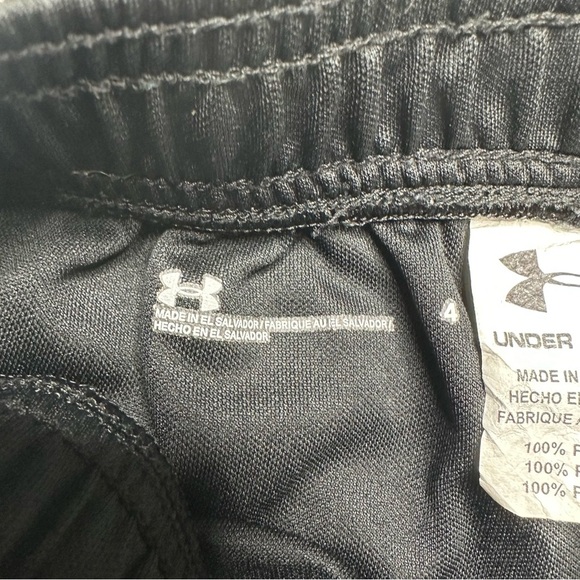 MADE IN EL SALVADOR / FABRIQUE AU EL SALVADOR /
HECHO EN EL SALVADOR
4
UNDER
MADE IN
HECHO E
FABRIQUE
100%
100%
100%